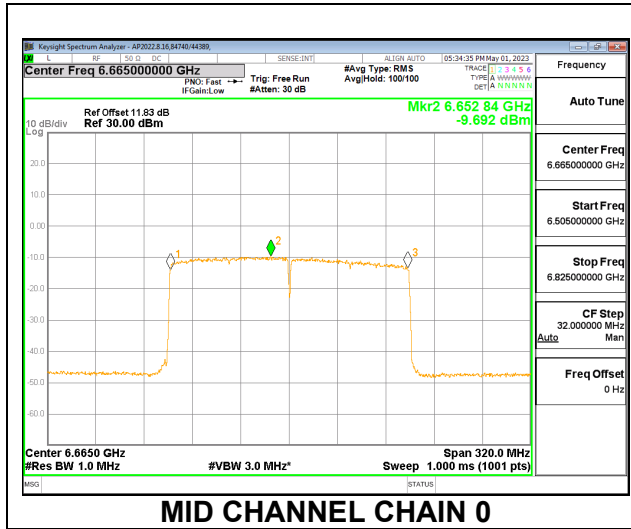 Keysight Spectrum Analyzer - AP2022.8.16,84740/44389,
L RF 50 Ω DC SENSE:INT ALIGN AUTO 05:34:35 PM May 01, 2023
Center Freq 6.665000000 GHz
PNO: Fast
IFGain:Low
Trig: Free Run
#Atten: 30 dB
#Avg Type: RMS
Avg|Hold: 100/100
TRACE 1 2 3 4 5 6
TYPE A WWWWW
DET A N N N N N
Frequency
Auto Tune
Center Freq
6.665000000 GHz
Start Freq
6.505000000 GHz
Stop Freq
6.825000000 GHz
CF Step
32.000000 MHz
Auto Man
Freq Offset
0 Hz
Mkr2 6.652 84 GHz
-9.692 dBm
Ref Offset 11.83 dB
10 dB/div Ref 30.00 dBm
Log
20.0
10.0
0.00
-10.0
-20.0
-30.0
-40.0
-50.0
-60.0
1
2
3
Center 6.6650 GHz Span 320.0 MHz
#Res BW 1.0 MHz #VBW 3.0 MHz* Sweep 1.000 ms (1001 pts)
MSG STATUS
MID CHANNEL CHAIN 0